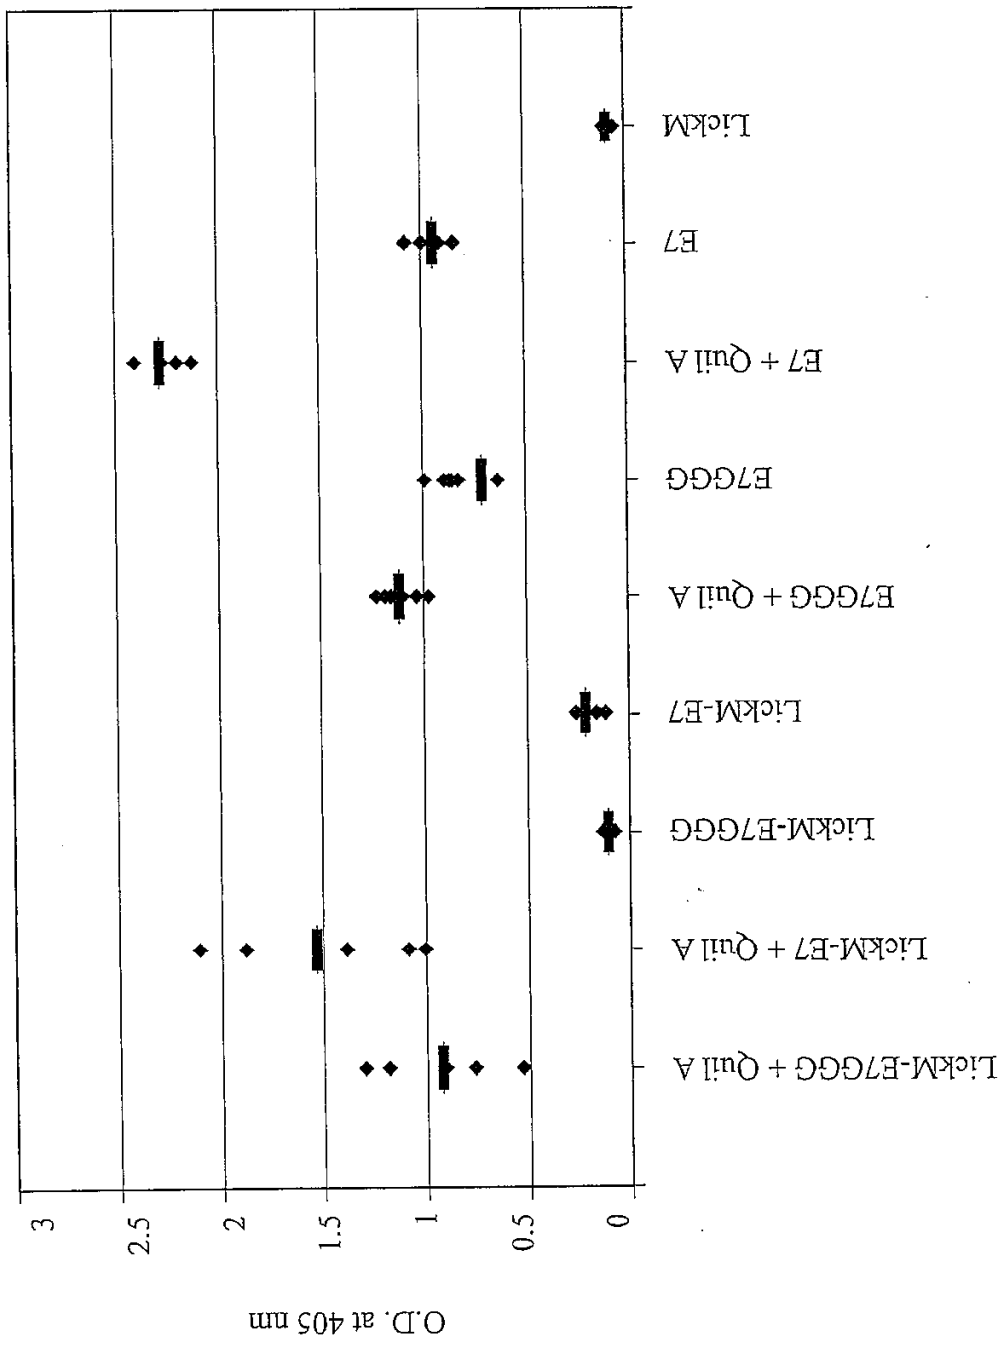 LickM
E7
E7 + Quil A
E7GGG
E7GGG + Quil A
LickM-E7
LickM-E7GGG
LickM-E7 + Quil A
LickM-E7GGG + Quil A
3
2.5
2
1.5
1
0.5
0
O.D. at 405 nm